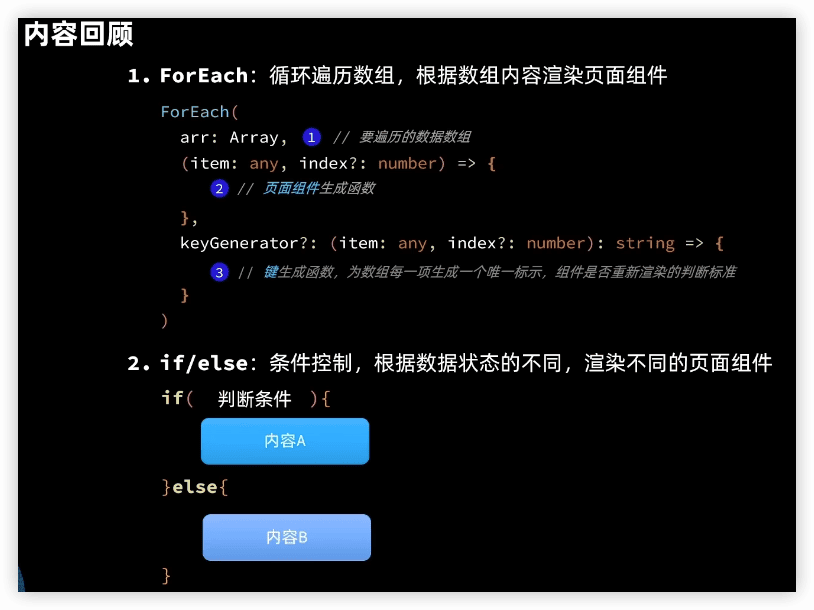 内容回顾
1. ForEach：循环遍历数组，根据数组内容渲染页面组件
ForEach(
arr: Array, 1 // 要遍历的数据数组
(item: any, index?: number) => {
2 // 页面组件生成函数
},
keyGenerator?: (item: any, index?: number): string => {
3 // 键生成函数，为数组每一项生成一个唯一标示，组件是否重新渲染的判断标准
}
)
2. if/else：条件控制，根据数据状态的不同，渲染不同的页面组件
if( 判断条件 ){
内容A
}else{
内容B
}